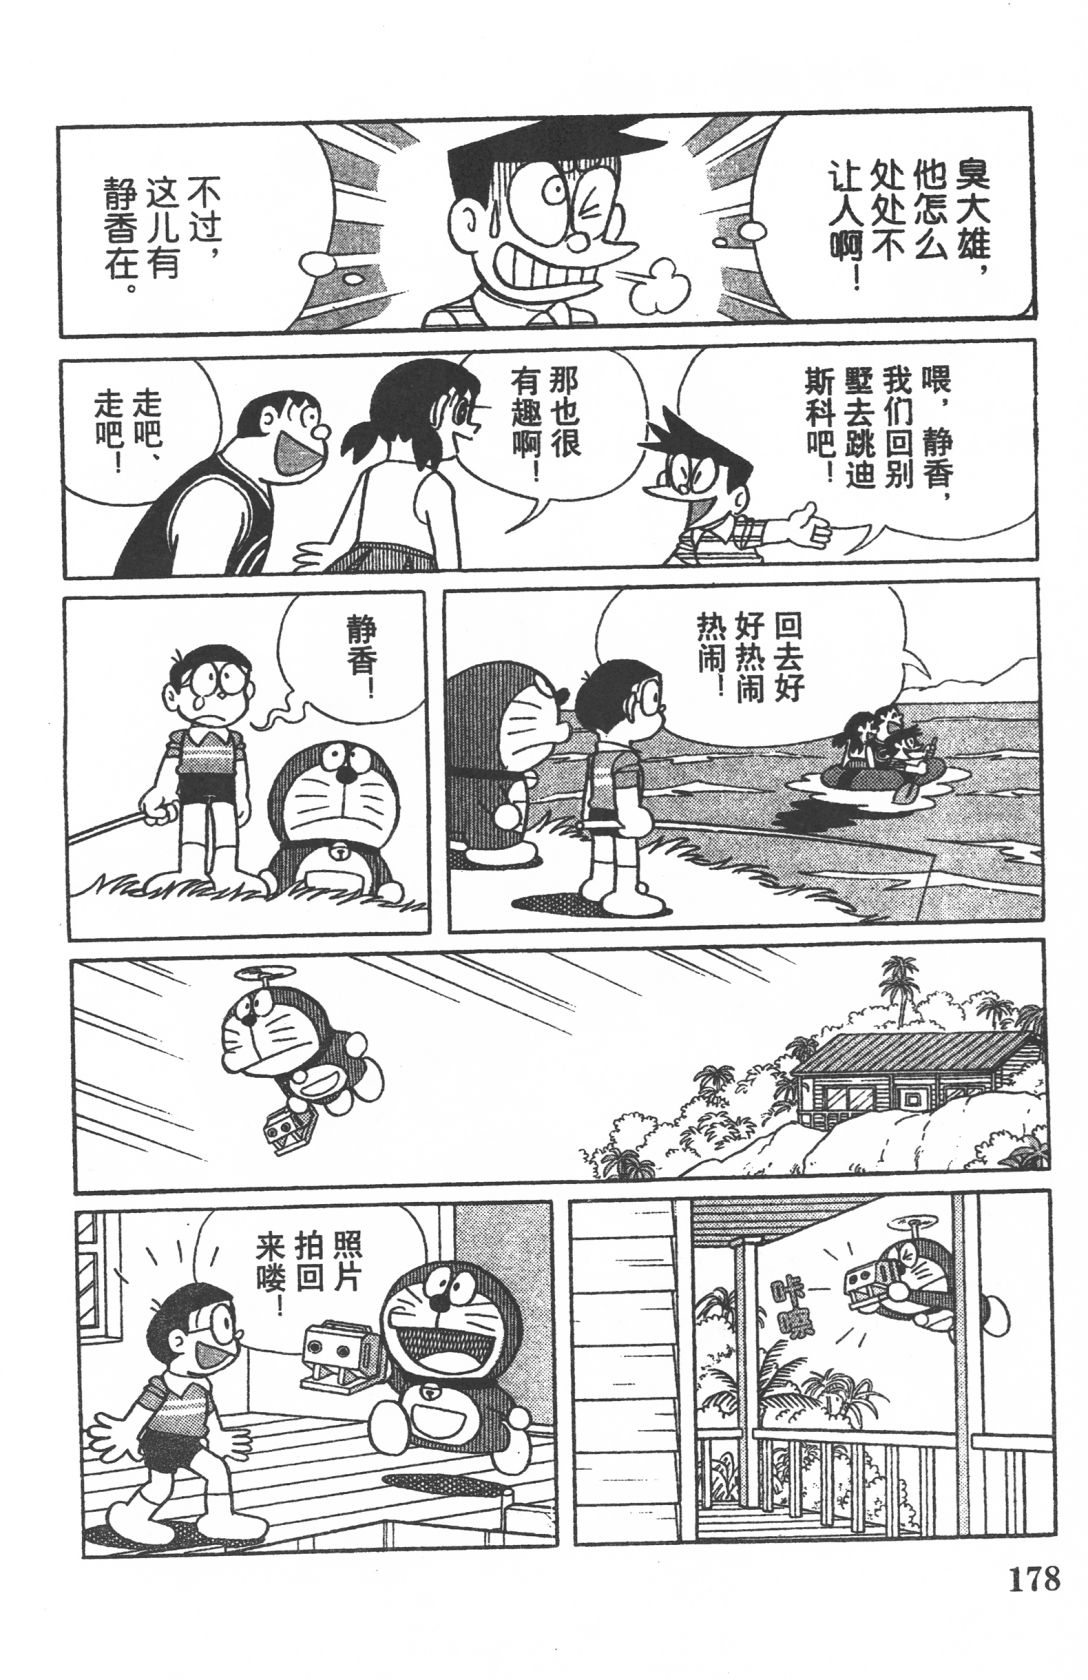 臭大雄，
他怎么
处处不
让人啊！
不过，
这儿有
静香在。
喂，静香，
我们回别
墅去跳迪
斯科吧！
那也很
有趣啊！
走吧、
走吧！
静
香！
回去好
好热闹
热闹！
咔嚓
照片
拍回
来喽！
178